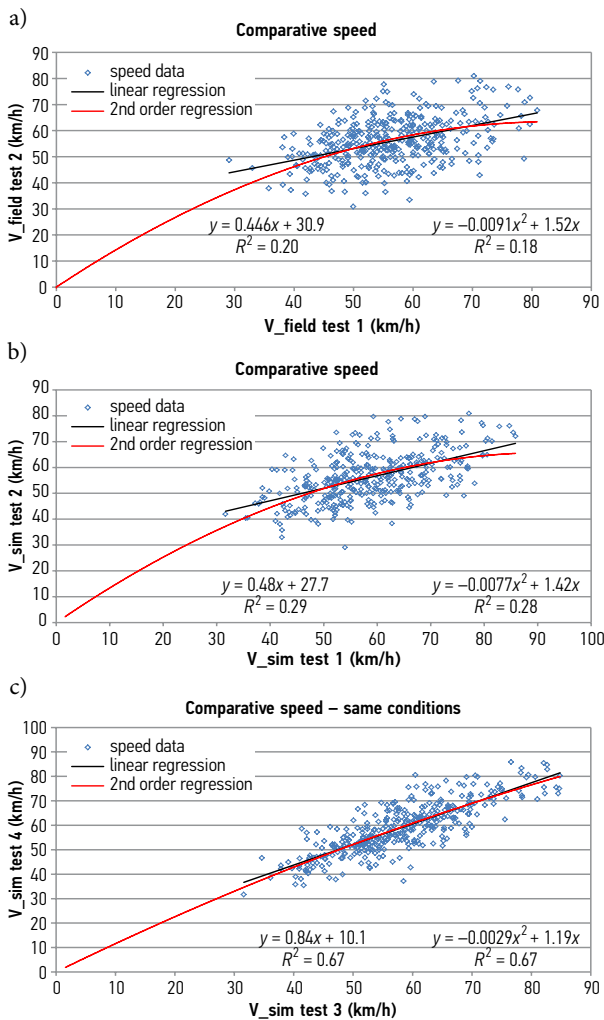 a)
Comparative speed
90
80
70
60
50
40
30
20
10
0
V_field test 2 (km/h)
speed data
linear regression
2nd order regression
y = 0.446x + 30.9
R² = 0.20
y = −0.0091x² + 1.52x
R² = 0.18
0 10 20 30 40 50 60 70 80 90
V_field test 1 (km/h)
b)
Comparative speed
90
80
70
60
50
40
30
20
10
0
V_sim test 2 (km/h)
speed data
linear regression
2nd order regression
y = 0.48x + 27.7
R² = 0.29
y = −0.0077x² + 1.42x
R² = 0.28
0 10 20 30 40 50 60 70 80 90 100
V_sim test 1 (km/h)
c)
Comparative speed – same conditions
100
90
80
70
60
50
40
30
20
10
0
V_sim test 4 (km/h)
speed data
linear regression
2nd order regression
y = 0.84x + 10.1
R² = 0.67
y = −0.0029x² + 1.19x
R² = 0.67
0 10 20 30 40 50 60 70 80 90
V_sim test 3 (km/h)